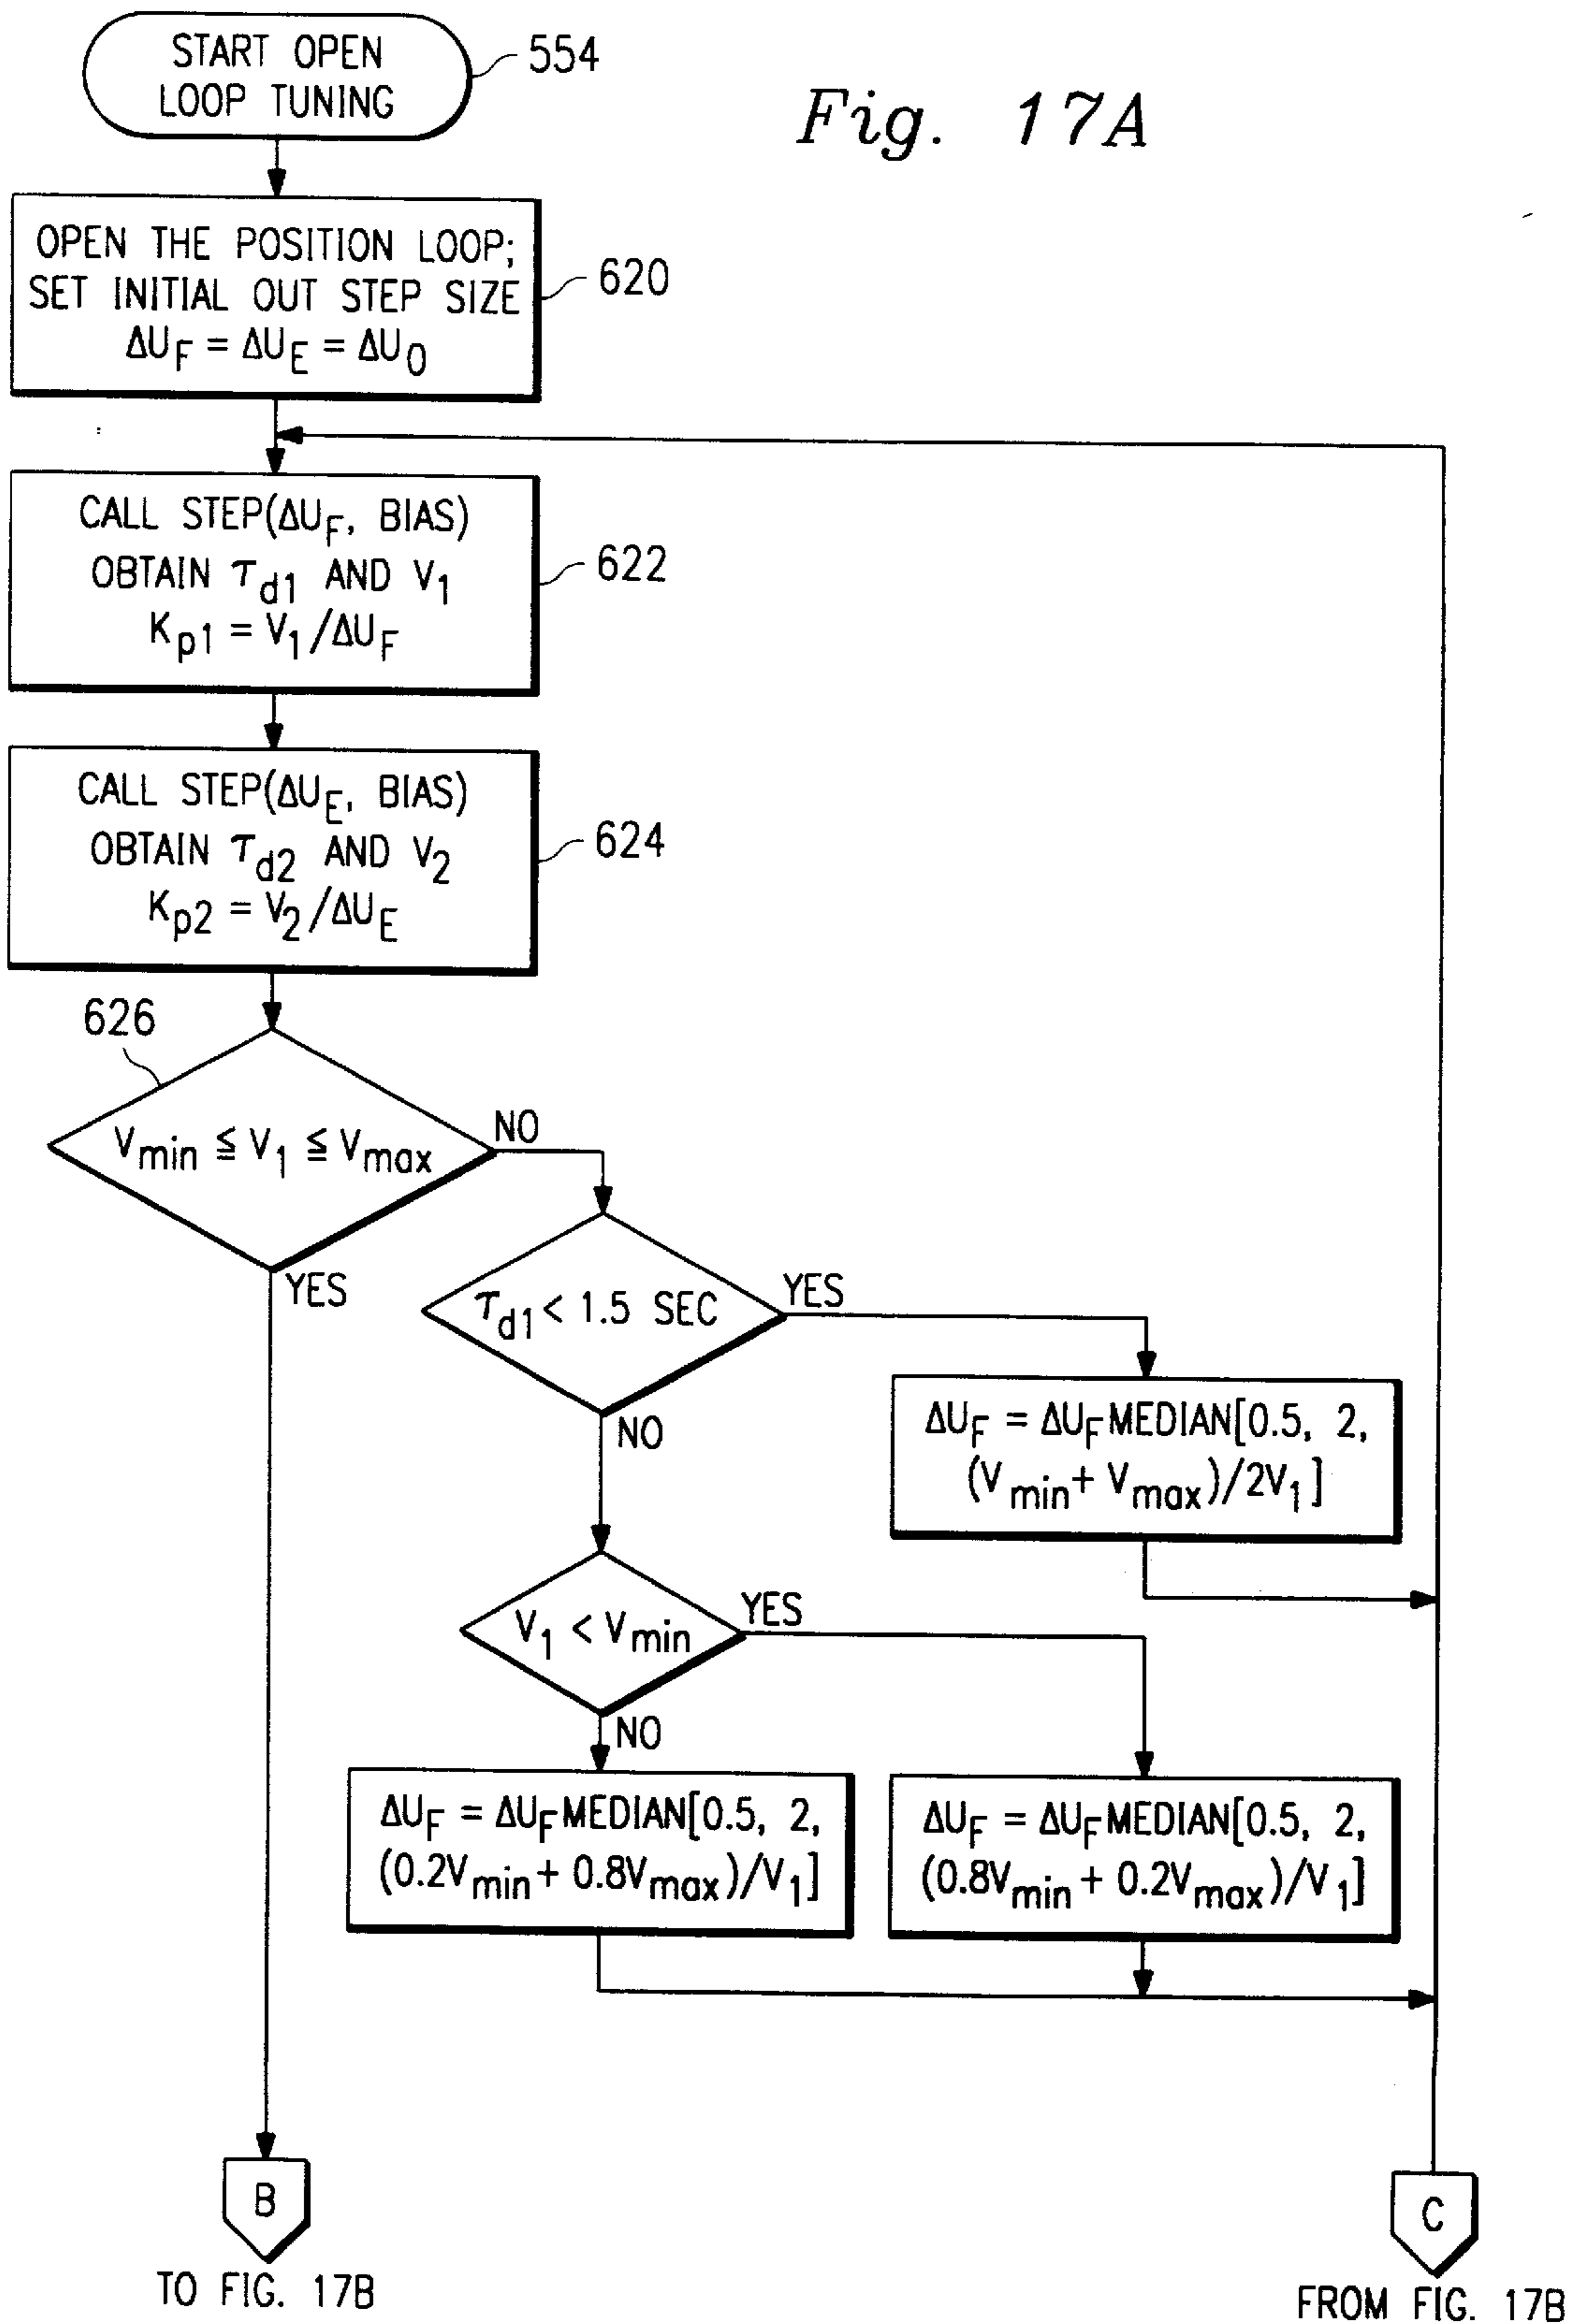 START OPEN
LOOP TUNING
554
Fig. 17A
OPEN THE POSITION LOOP;
SET INITIAL OUT STEP SIZE
ΔU_F = ΔU_E = ΔU_0
620
CALL STEP(ΔU_F, BIAS)
OBTAIN τ_d1 AND V_1
K_p1 = V_1/ΔU_F
622
CALL STEP(ΔU_E, BIAS)
OBTAIN τ_d2 AND V_2
K_p2 = V_2/ΔU_E
624
626
V_min ≦ V_1 ≦ V_max
NO
YES
τ_d1 < 1.5 SEC
YES
NO
ΔU_F = ΔU_F MEDIAN[0.5, 2,
(V_min + V_max)/2V_1]
V_1 < V_min
YES
NO
ΔU_F = ΔU_F MEDIAN[0.5, 2,
(0.2V_min + 0.8V_max)/V_1]
ΔU_F = ΔU_F MEDIAN[0.5, 2,
(0.8V_min + 0.2V_max)/V_1]
B
TO FIG. 17B
C
FROM FIG. 17B